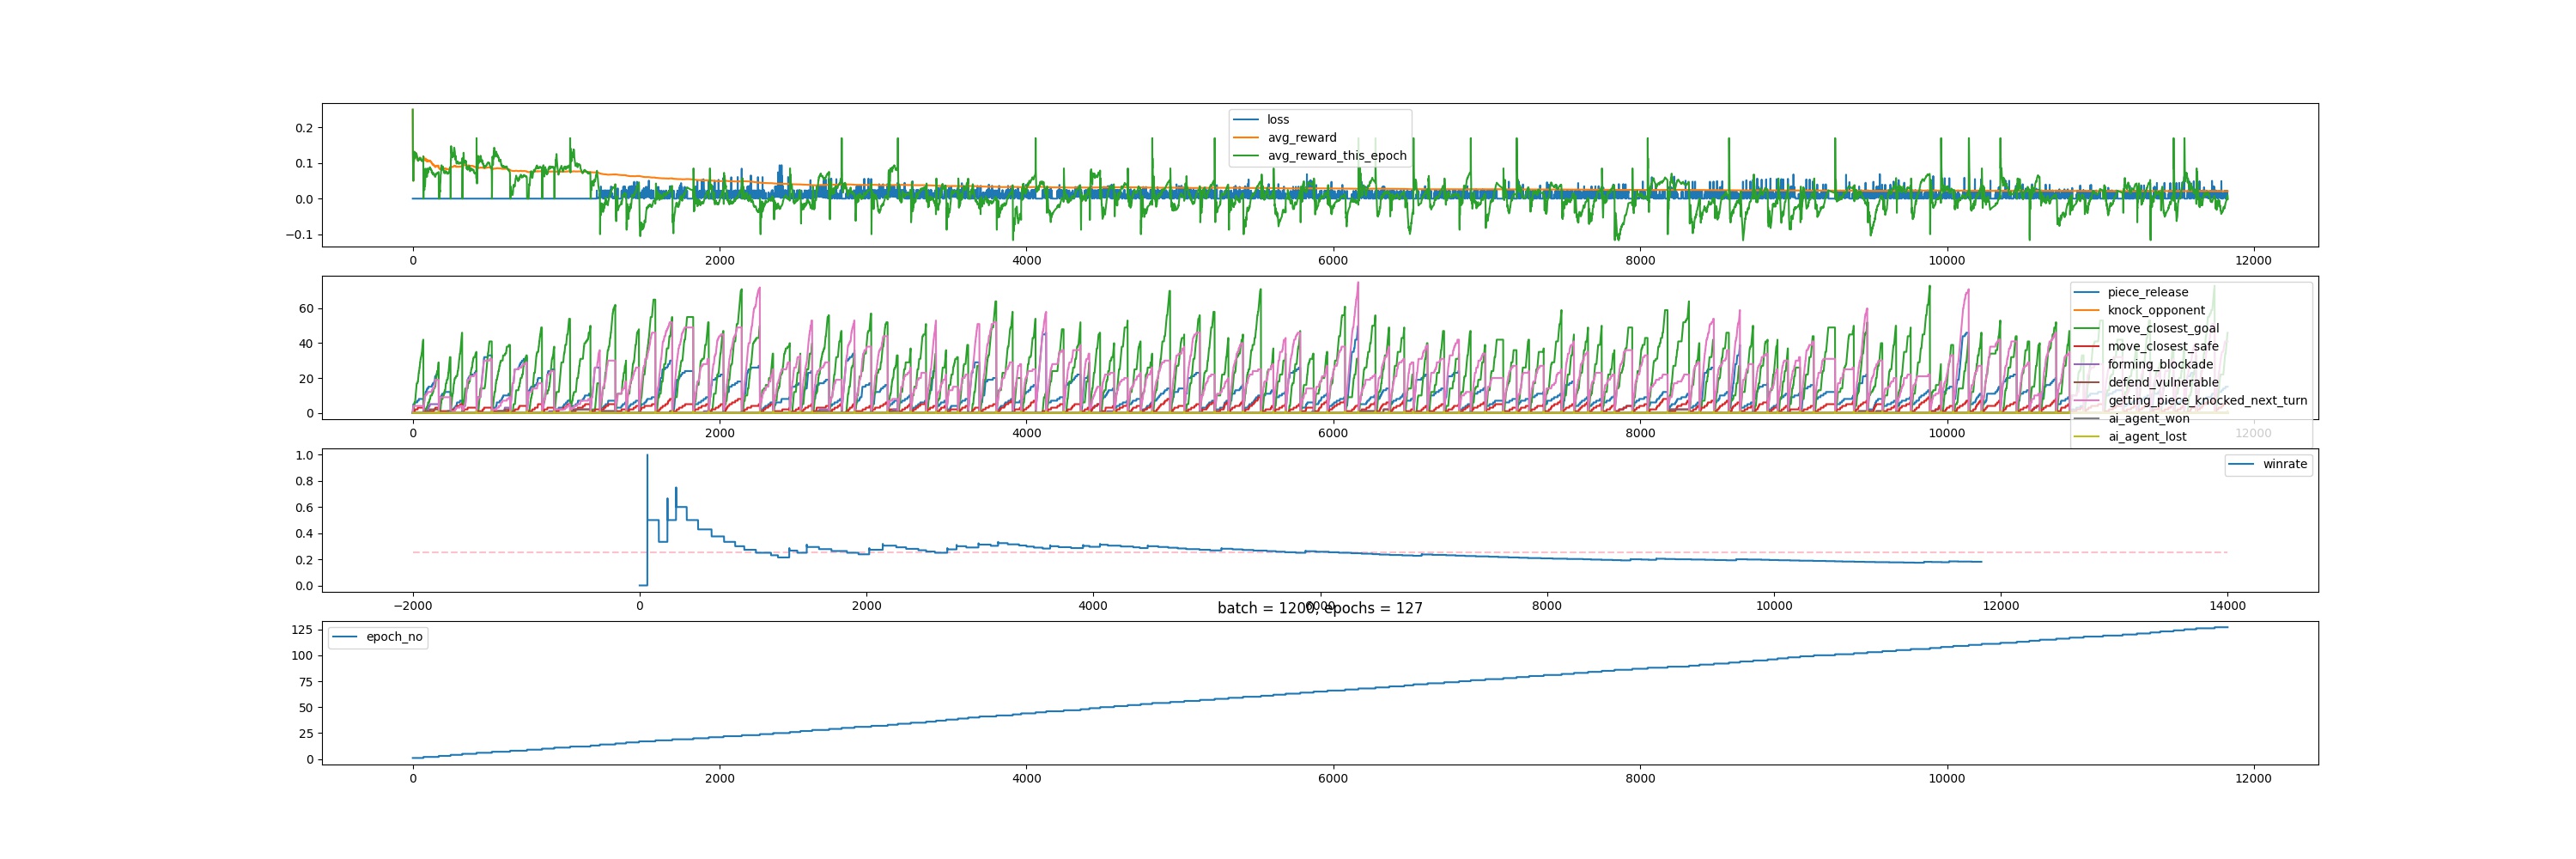 0.2
0.1
0.0
−0.1
loss
avg_reward
avg_reward_this_epoch
0 2000 4000 6000 8000 10000 12000
60
40
20
0
piece_release
knock_opponent
move_closest_goal
move_closest_safe
forming_blockade
defend_vulnerable
getting_piece_knocked_next_turn
ai_agent_won
ai_agent_lost
0 2000 4000 6000 8000 10000 12000
1.0
0.8
0.6
0.4
0.2
0.0
winrate
−2000 0 2000 4000 6000 8000 10000 12000 14000
batch = 1200, epochs = 127
125
100
75
50
25
0
epoch_no
0 2000 4000 6000 8000 10000 12000